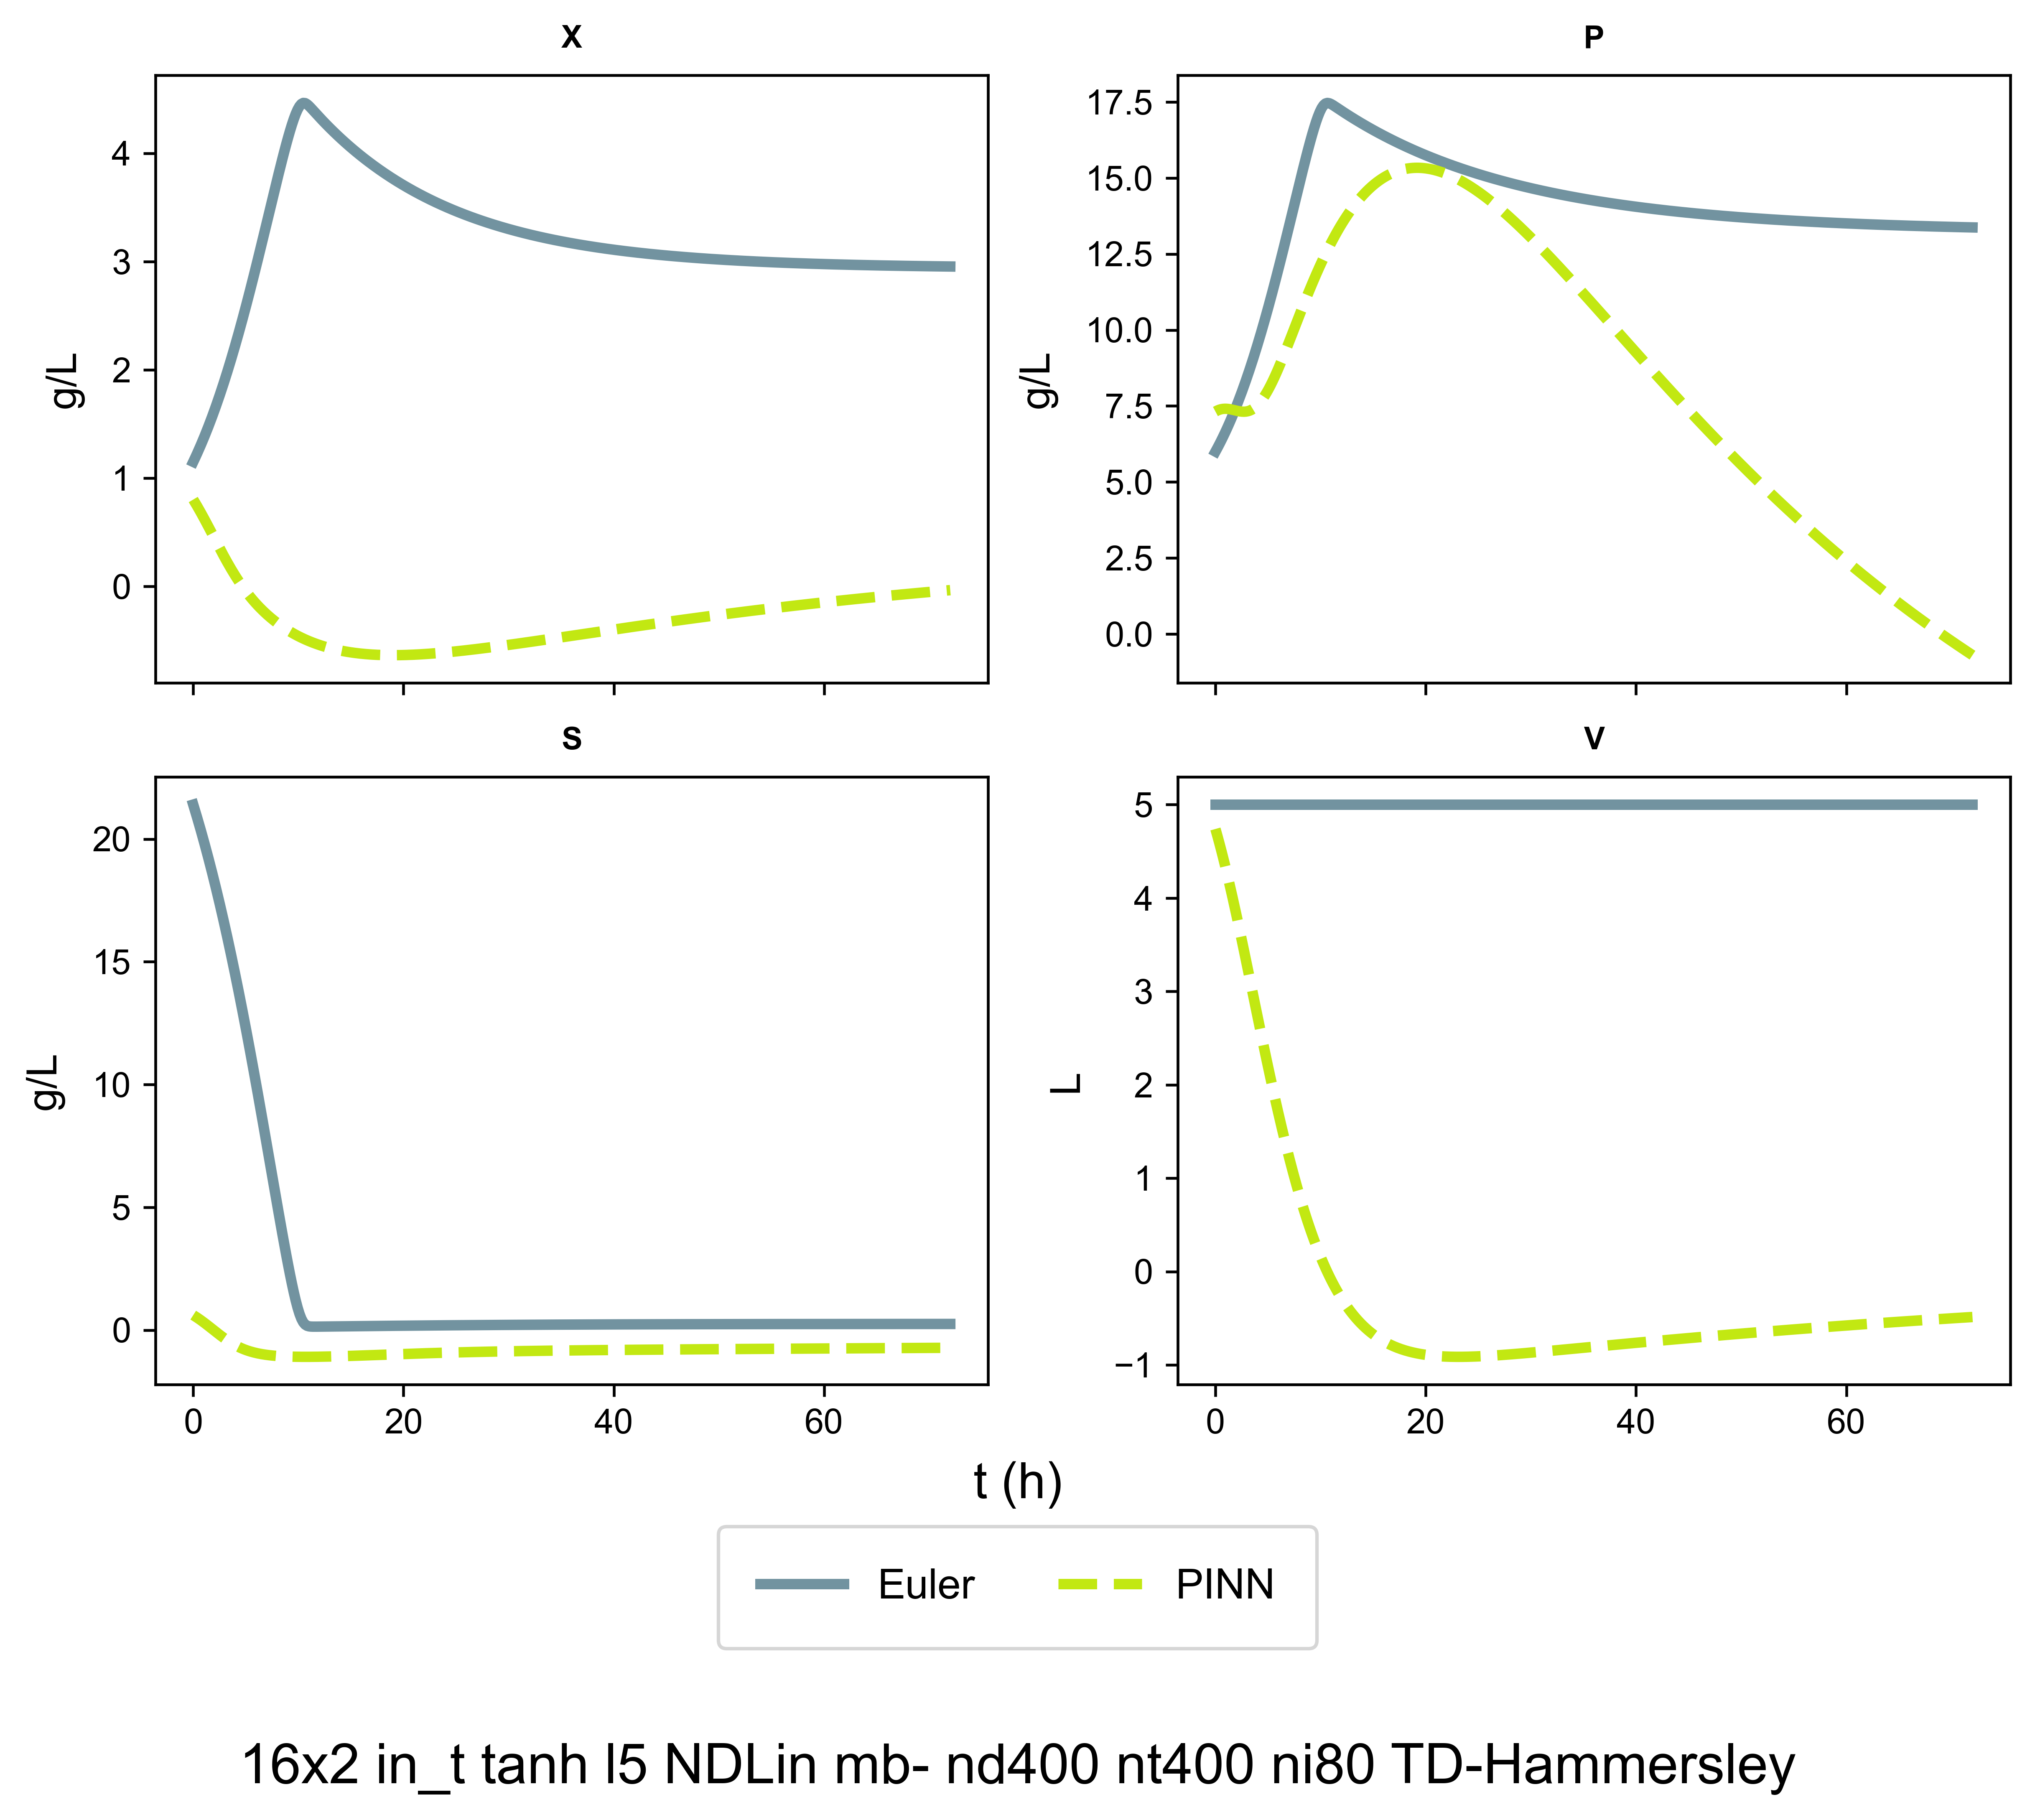 X
4
3
2
1
0
g/L
P
17.5
15.0
12.5
10.0
7.5
5.0
2.5
0.0
g/L
S
20
15
10
5
0
g/L
0 20 40 60
V
5
4
3
2
1
0
−1
L
0 20 40 60
t (h)
Euler PINN
16x2 in_t tanh l5 NDLin mb- nd400 nt400 ni80 TD-Hammersley